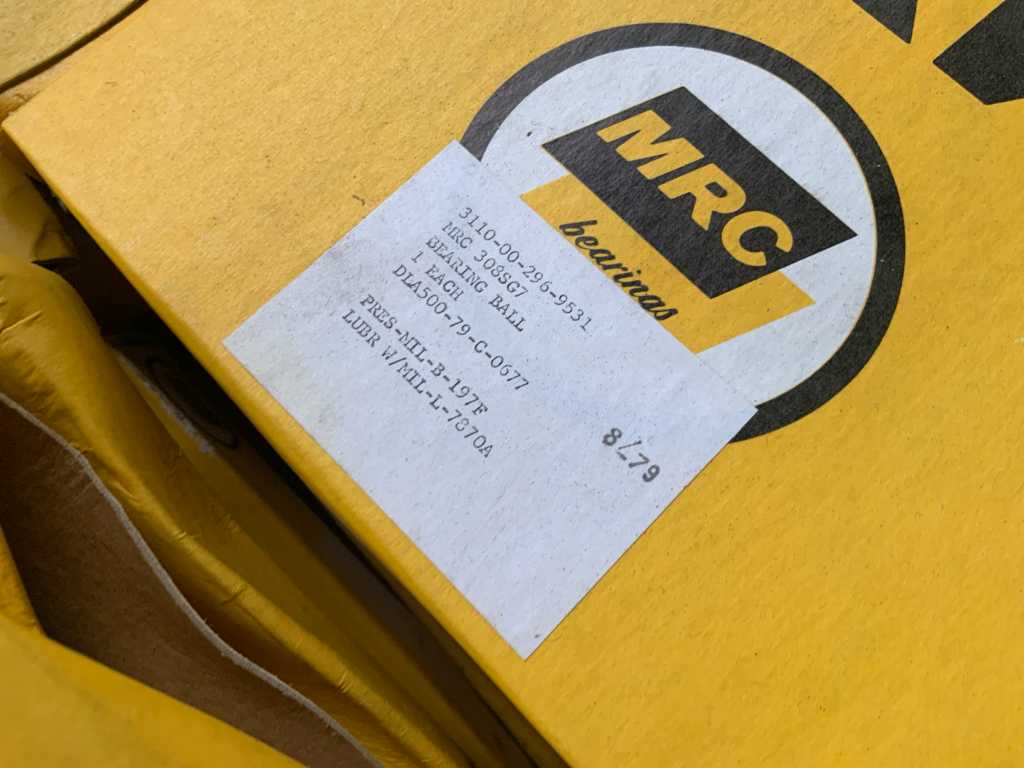 MRC
bearings
3110-00-296-9531
MRC 308SG7
BEARING BALL
1 EACH
DLA500-79-C-0677
PRES-MIL-B-197F
LUBR W/MIL-L-7870A
8/79